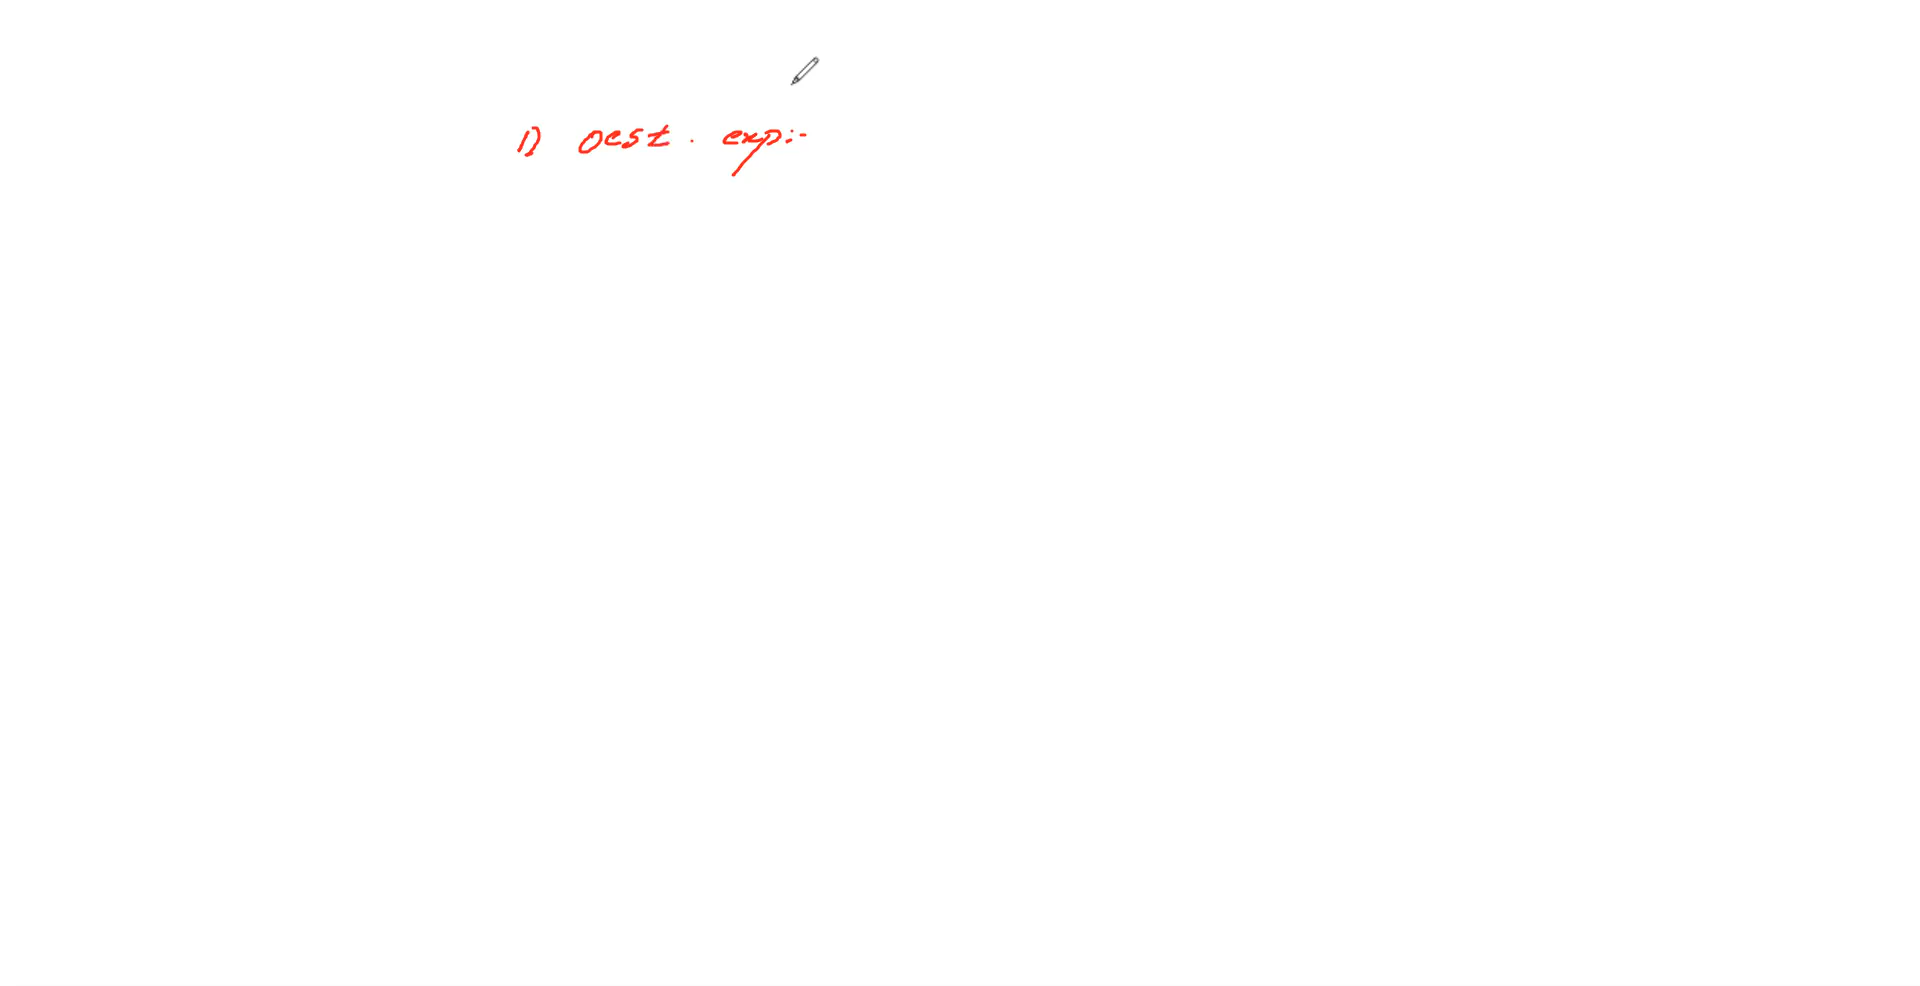 1) Oest . exp:-